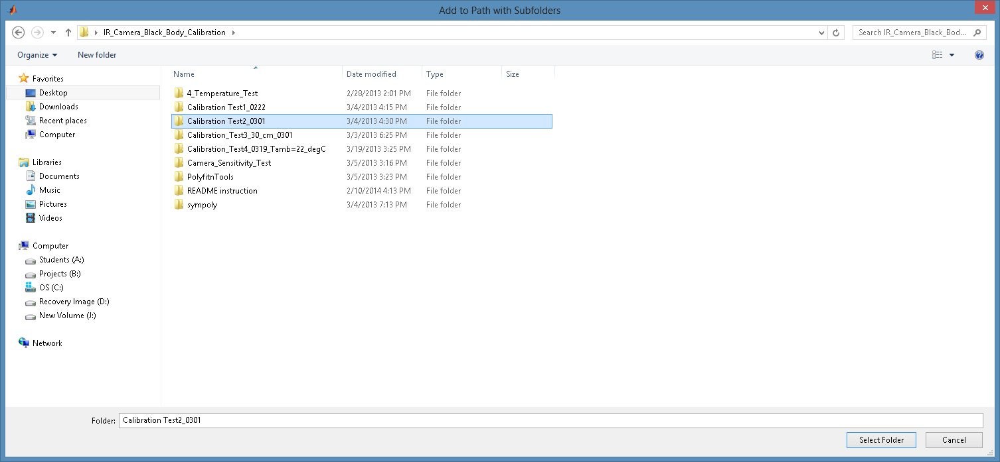 Add to Path with Subfolders
IR_Camera_Black_Body_Calibration
Search IR_Camera_Black_Bod...
Organize New folder
Favorites
Desktop
Downloads
Recent places
Computer
Libraries
Documents
Music
Pictures
Videos
Computer
Students (A:)
Projects (B:)
OS (C:)
Recovery Image (D:)
New Volume (J:)
Network
Name Date modified Type Size
4_Temperature_Test 2/28/2013 2:01 PM File folder
Calibration Test1_0222 3/4/2013 4:15 PM File folder
Calibration Test2_0301 3/4/2013 4:30 PM File folder
Calibration_Test3_30_cm_0301 3/3/2013 6:25 PM File folder
Calibration_Test4_0319_Tamb=22_degC 3/19/2013 3:25 PM File folder
Camera_Sensitivity_Test 3/5/2013 3:16 PM File folder
PolyfitnTools 3/5/2013 3:23 PM File folder
README instruction 2/10/2014 4:13 PM File folder
sympoly 3/4/2013 7:13 PM File folder
Folder: Calibration Test2_0301
Select Folder Cancel